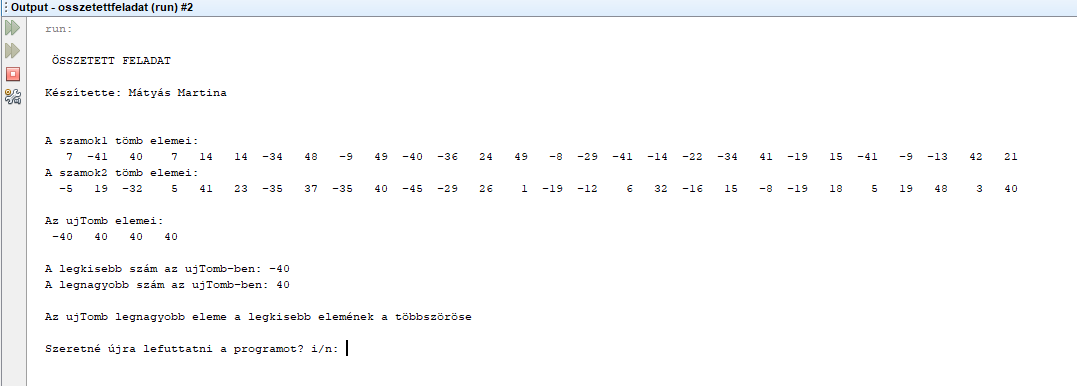 Output - osszetettfeladat (run) #2
run:
ÖSSZETETT FELADAT
Készítette: Mátyás Martina
A szamok1 tömb elemei:
7 -41 40 7 14 14 -34 48 -9 49 -40 -36 24 49 -8 -29 -41 -14 -22 -34 41 -19 15 -41 -9 -13 42 21
A szamok2 tömb elemei:
-5 19 -32 5 41 23 -35 37 -35 40 -45 -29 26 1 -19 -12 6 32 -16 15 -8 -19 18 5 19 48 3 40
Az ujTomb elemei:
-40 40 40 40
A legkisebb szám az ujTomb-ben: -40
A legnagyobb szám az ujTomb-ben: 40
Az ujTomb legnagyobb eleme a legkisebb elemének a többszöröse
Szeretné újra lefuttatni a programot? i/n: